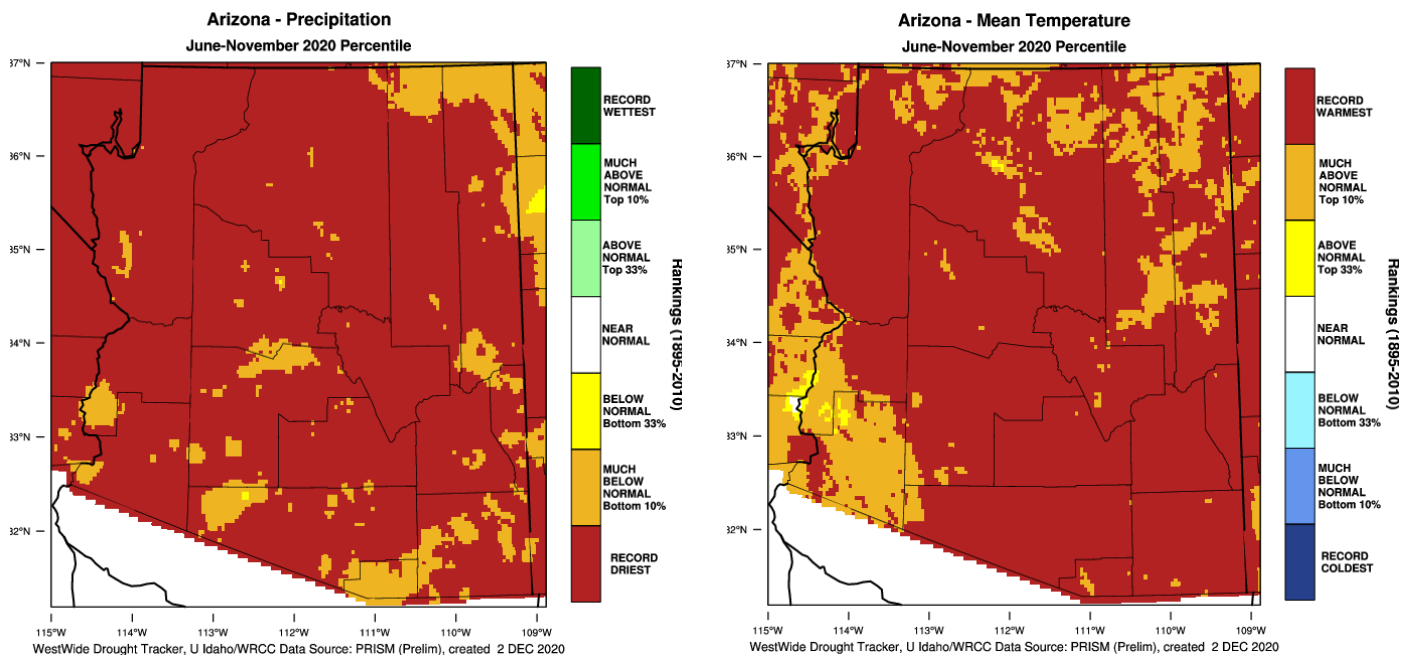 Arizona - Precipitation
June-November 2020 Percentile
37°N
36°N
35°N
34°N
33°N
32°N
115°W 114°W 113°W 112°W 111°W 110°W 109°W
RECORD
WETTEST
MUCH
ABOVE
NORMAL
Top 10%
ABOVE
NORMAL
Top 33%
NEAR
NORMAL
BELOW
NORMAL
Bottom 33%
MUCH
BELOW
NORMAL
Bottom 10%
RECORD
DRIEST
Rankings (1895-2010)
WestWide Drought Tracker, U Idaho/WRCC Data Source: PRISM (Prelim), created 2 DEC 2020
Arizona - Mean Temperature
June-November 2020 Percentile
37°N
36°N
35°N
34°N
33°N
32°N
115°W 114°W 113°W 112°W 111°W 110°W 109°W
RECORD
WARMEST
MUCH
ABOVE
NORMAL
Top 10%
ABOVE
NORMAL
Top 33%
NEAR
NORMAL
BELOW
NORMAL
Bottom 33%
MUCH
BELOW
NORMAL
Bottom 10%
RECORD
COLDEST
Rankings (1895-2010)
WestWide Drought Tracker, U Idaho/WRCC Data Source: PRISM (Prelim), created 2 DEC 2020